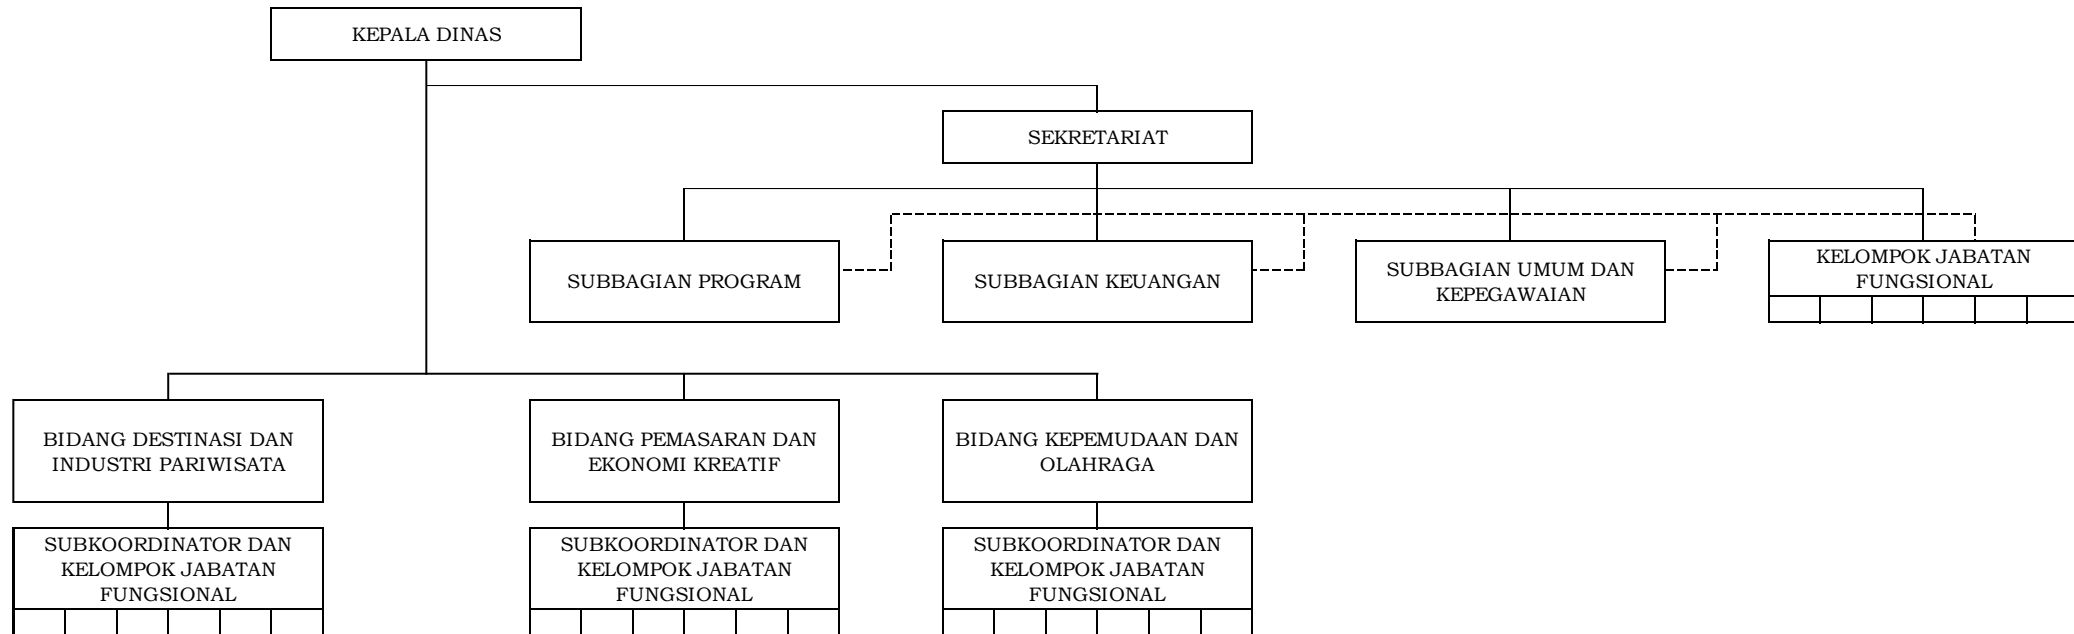 KEPALA DINAS
SEKRETARIAT
SUBBAGIAN PROGRAM
SUBBAGIAN KEUANGAN
SUBBAGIAN UMUM DAN
KEPEGAWAIAN
KELOMPOK JABATAN
FUNGSIONAL
BIDANG DESTINASI DAN
INDUSTRI PARIWISATA
BIDANG PEMASARAN DAN
EKONOMI KREATIF
BIDANG KEPEMUDAAN DAN
OLAHRAGA
SUBKOORDINATOR DAN
KELOMPOK JABATAN
FUNGSIONAL
SUBKOORDINATOR DAN
KELOMPOK JABATAN
FUNGSIONAL
SUBKOORDINATOR DAN
KELOMPOK JABATAN
FUNGSIONAL